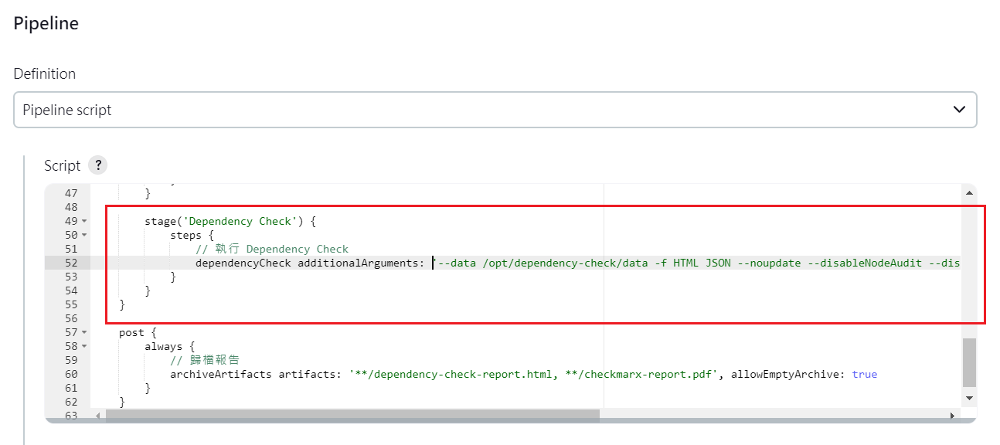 Pipeline
Definition
Pipeline script
Script ?
47 }
48
49 stage('Dependency Check') {
50 steps {
51 // 執行 Dependency Check
52 dependencyCheck additionalArguments: '--data /opt/dependency-check/data -f HTML JSON --noupdate --disableNodeAudit --dis
53 }
54 }
55 }
56
57 post {
58 always {
59 // 歸檔報告
60 archiveArtifacts artifacts: '**/dependency-check-report.html, **/checkmarx-report.pdf', allowEmptyArchive: true
61 }
62 }
63